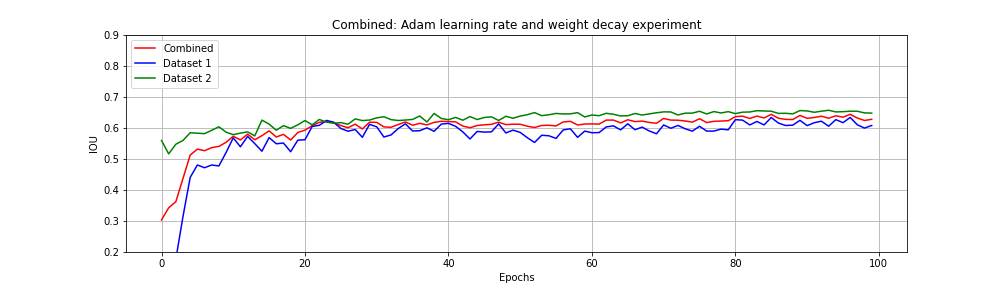 Combined: Adam learning rate and weight decay experiment
0.9
0.8
0.7
0.6
0.5
0.4
0.3
0.2
IOU
Combined
Dataset 1
Dataset 2
0 20 40 60 80 100
Epochs